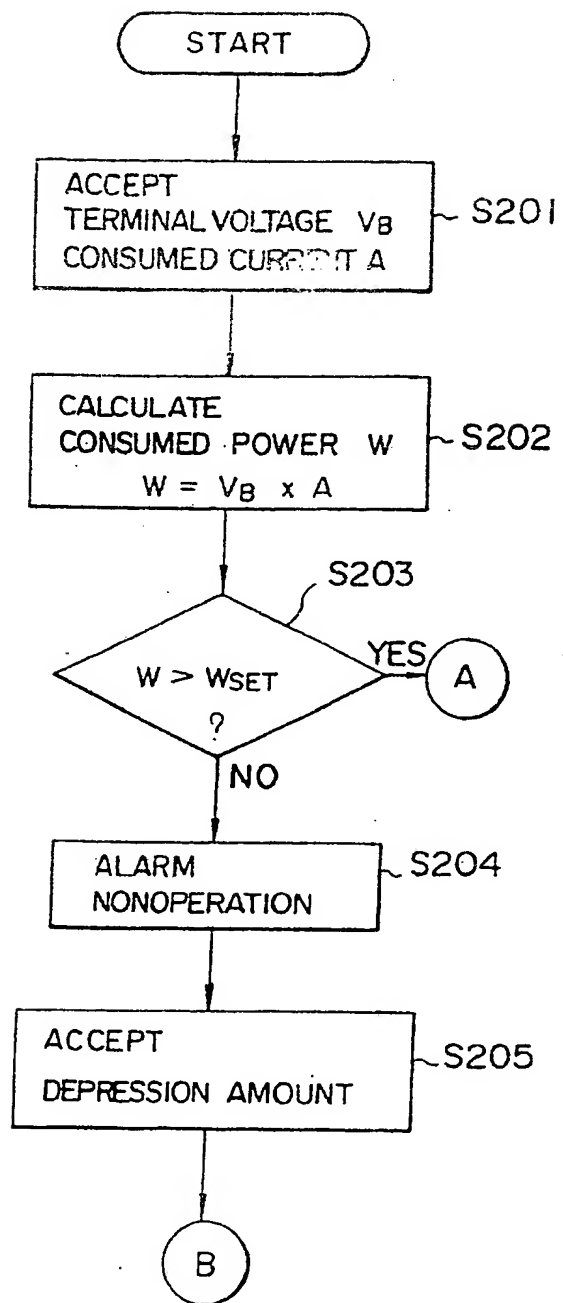 START
ACCEPT
TERMINAL VOLTAGE VB
CONSUMED CURRENT A
S201
CALCULATE
CONSUMED POWER W
W = VB x A
S202
S203
W > WSET
?
YES
A
NO
ALARM
NONOPERATION
S204
ACCEPT
DEPRESSION AMOUNT
S205
B